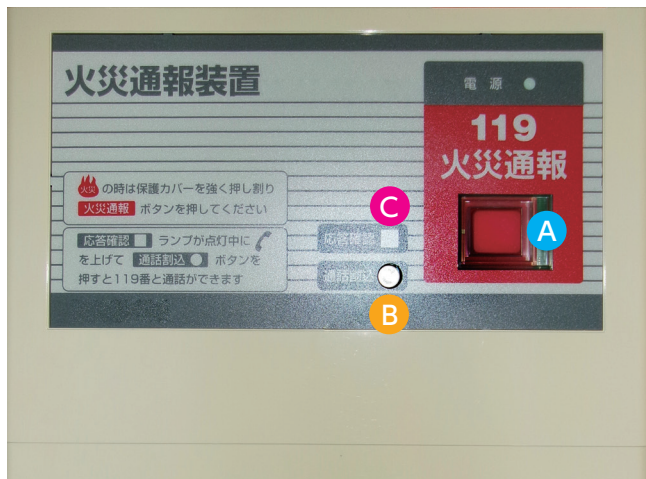 火災通報装置
電源
119
火災通報
火災 の時は保護カバーを強く押し割り
火災通報 ボタンを押してください
応答確認 ランプが点灯中に
を上げて 通話割込 ボタンを
押すと119番と通話ができます
C
応答確認
A
通話割込
B